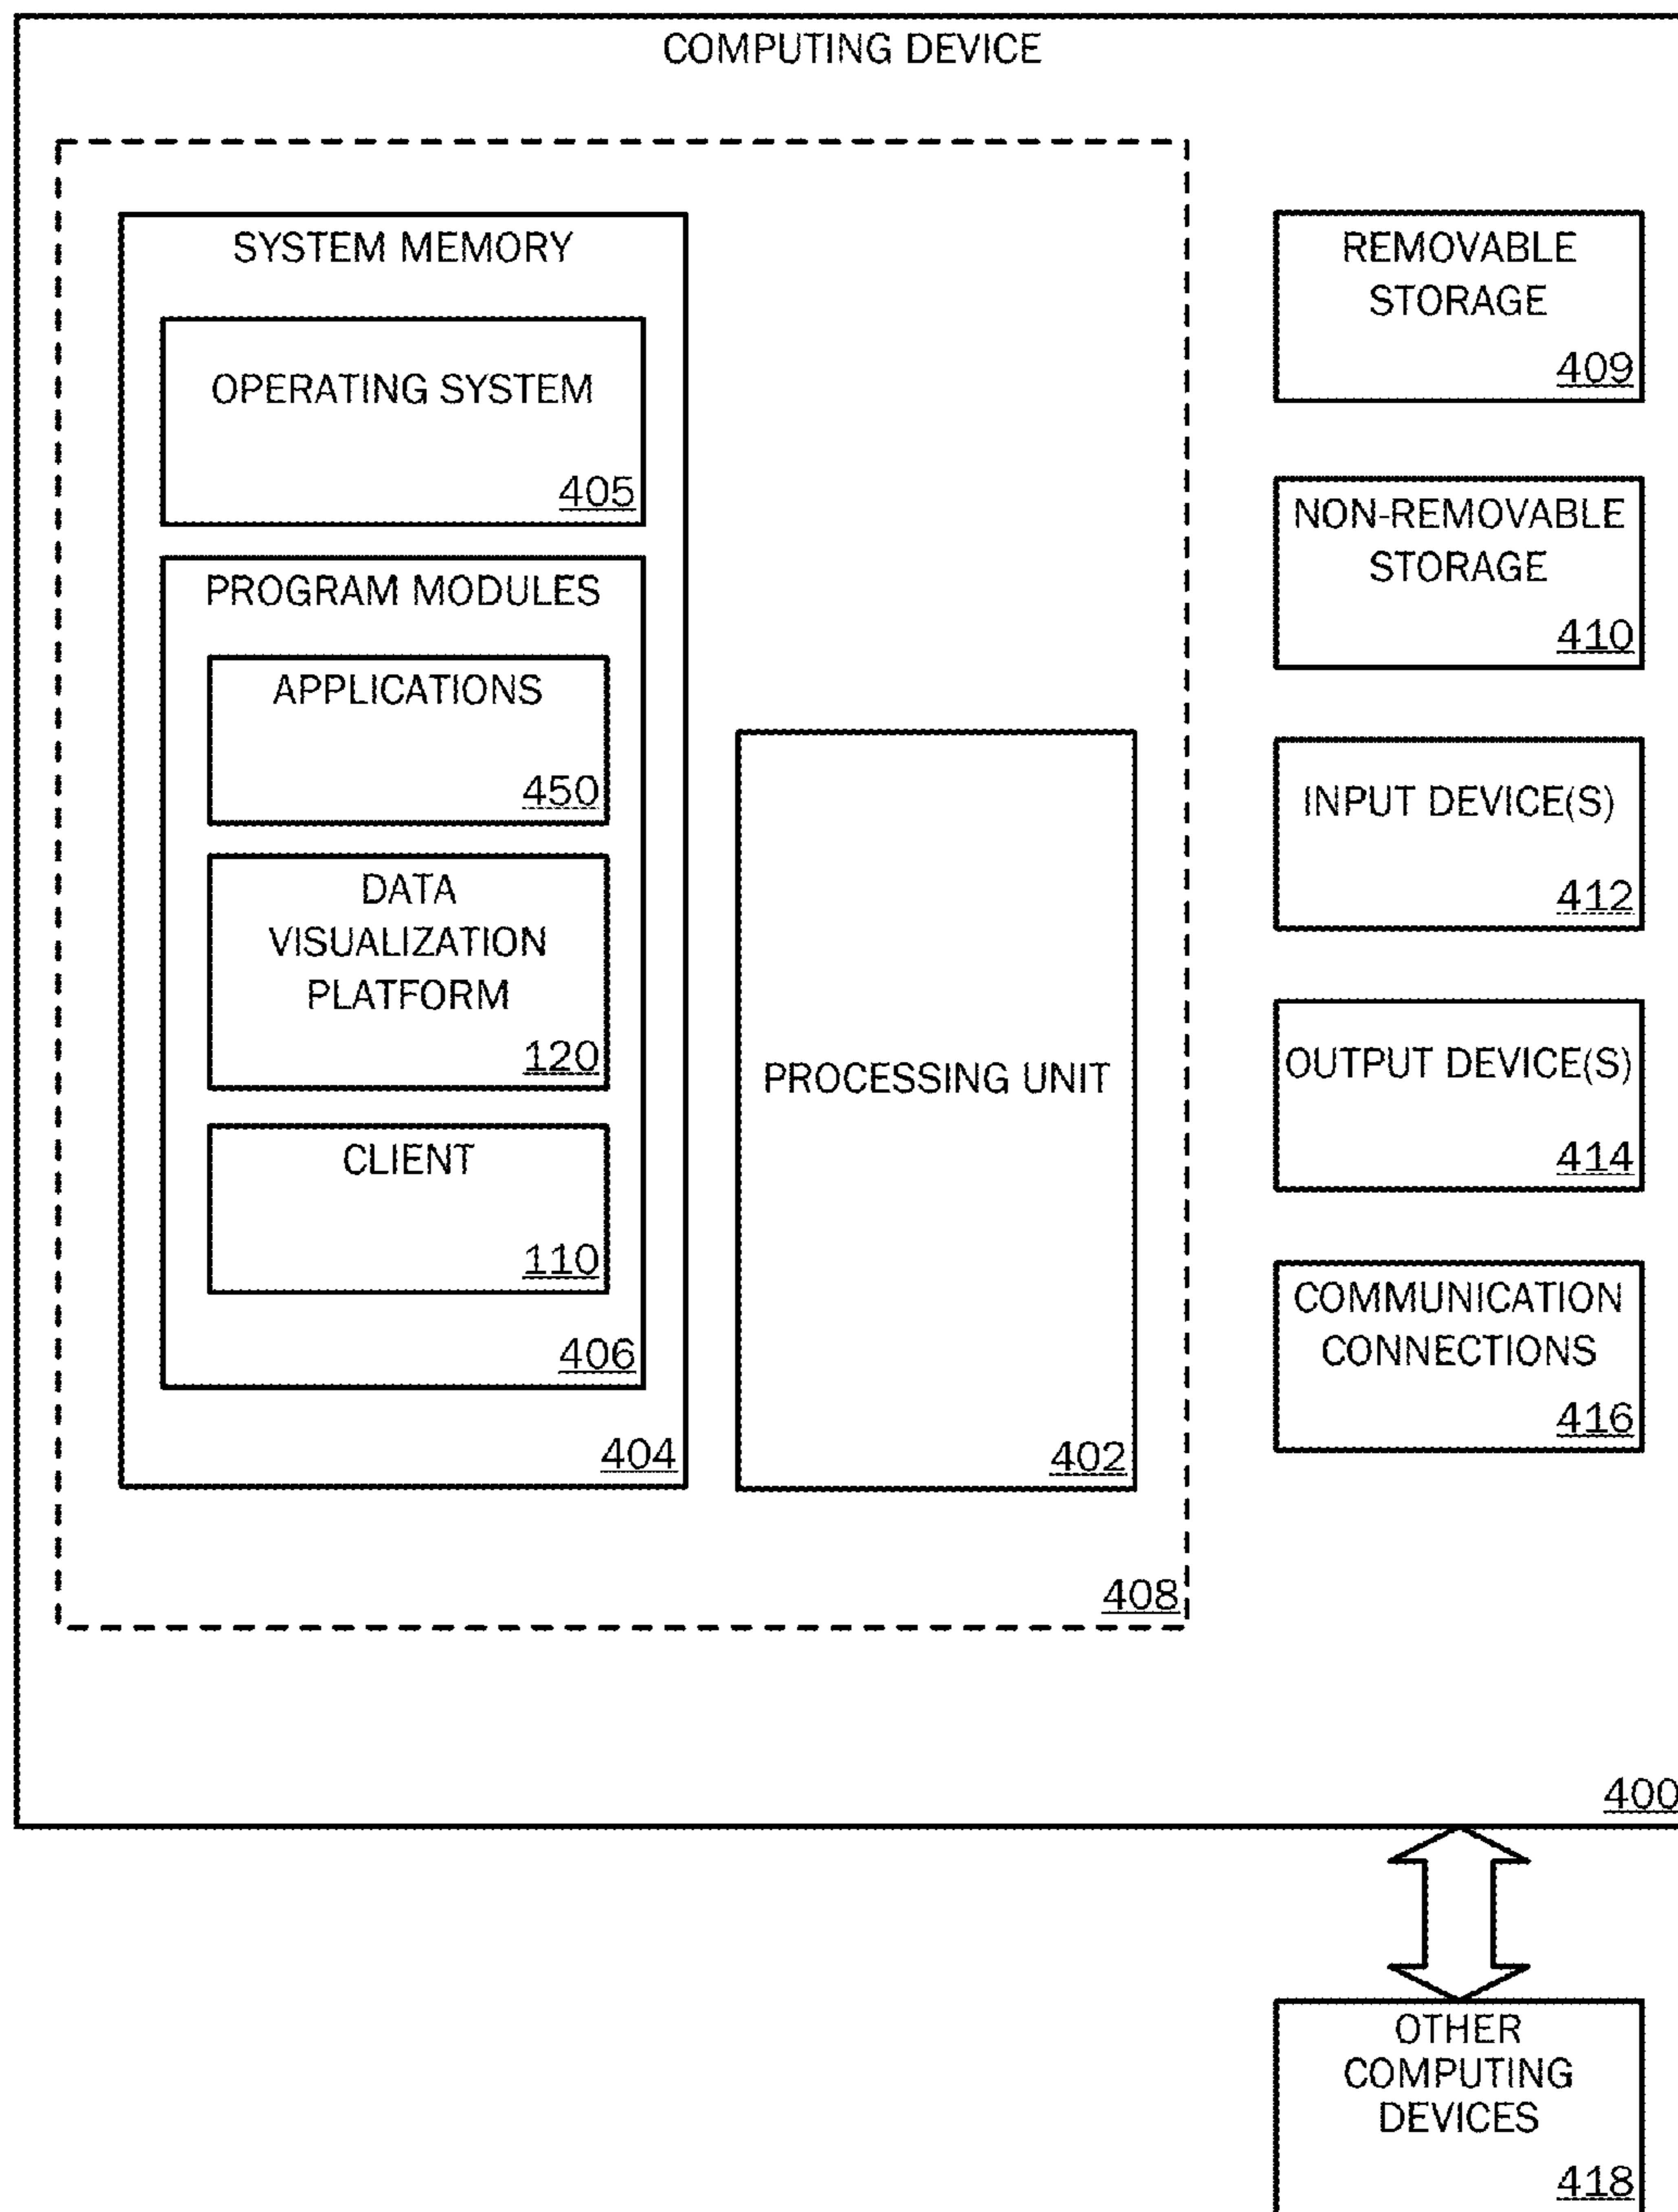 COMPUTING DEVICE
SYSTEM MEMORY
OPERATING SYSTEM
405
PROGRAM MODULES
APPLICATIONS
450
DATA
VISUALIZATION
PLATFORM
120
CLIENT
110
406
404
PROCESSING UNIT
402
408
REMOVABLE
STORAGE
409
NON-REMOVABLE
STORAGE
410
INPUT DEVICE(S)
412
OUTPUT DEVICE(S)
414
COMMUNICATION
CONNECTIONS
416
400
OTHER
COMPUTING
DEVICES
418